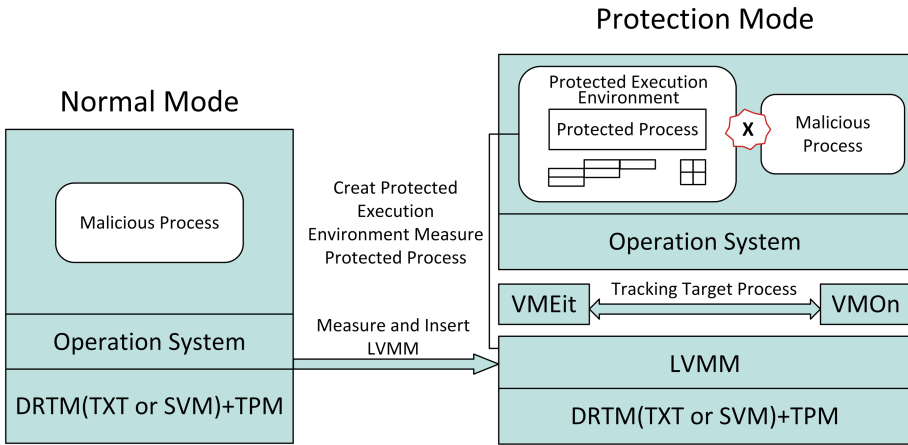 Normal Mode
Malicious Process
Operation System
DRTM(TXT or SVM)+TPM
Creat Protected
Execution
Environment Measure
Protected Process
Measure and Insert
LVMM
Protection Mode
Protected Execution
Environment
Protected Process
X
Malicious
Process
Operation System
Tracking Target Process
VMEit
VMOn
LVMM
DRTM(TXT or SVM)+TPM